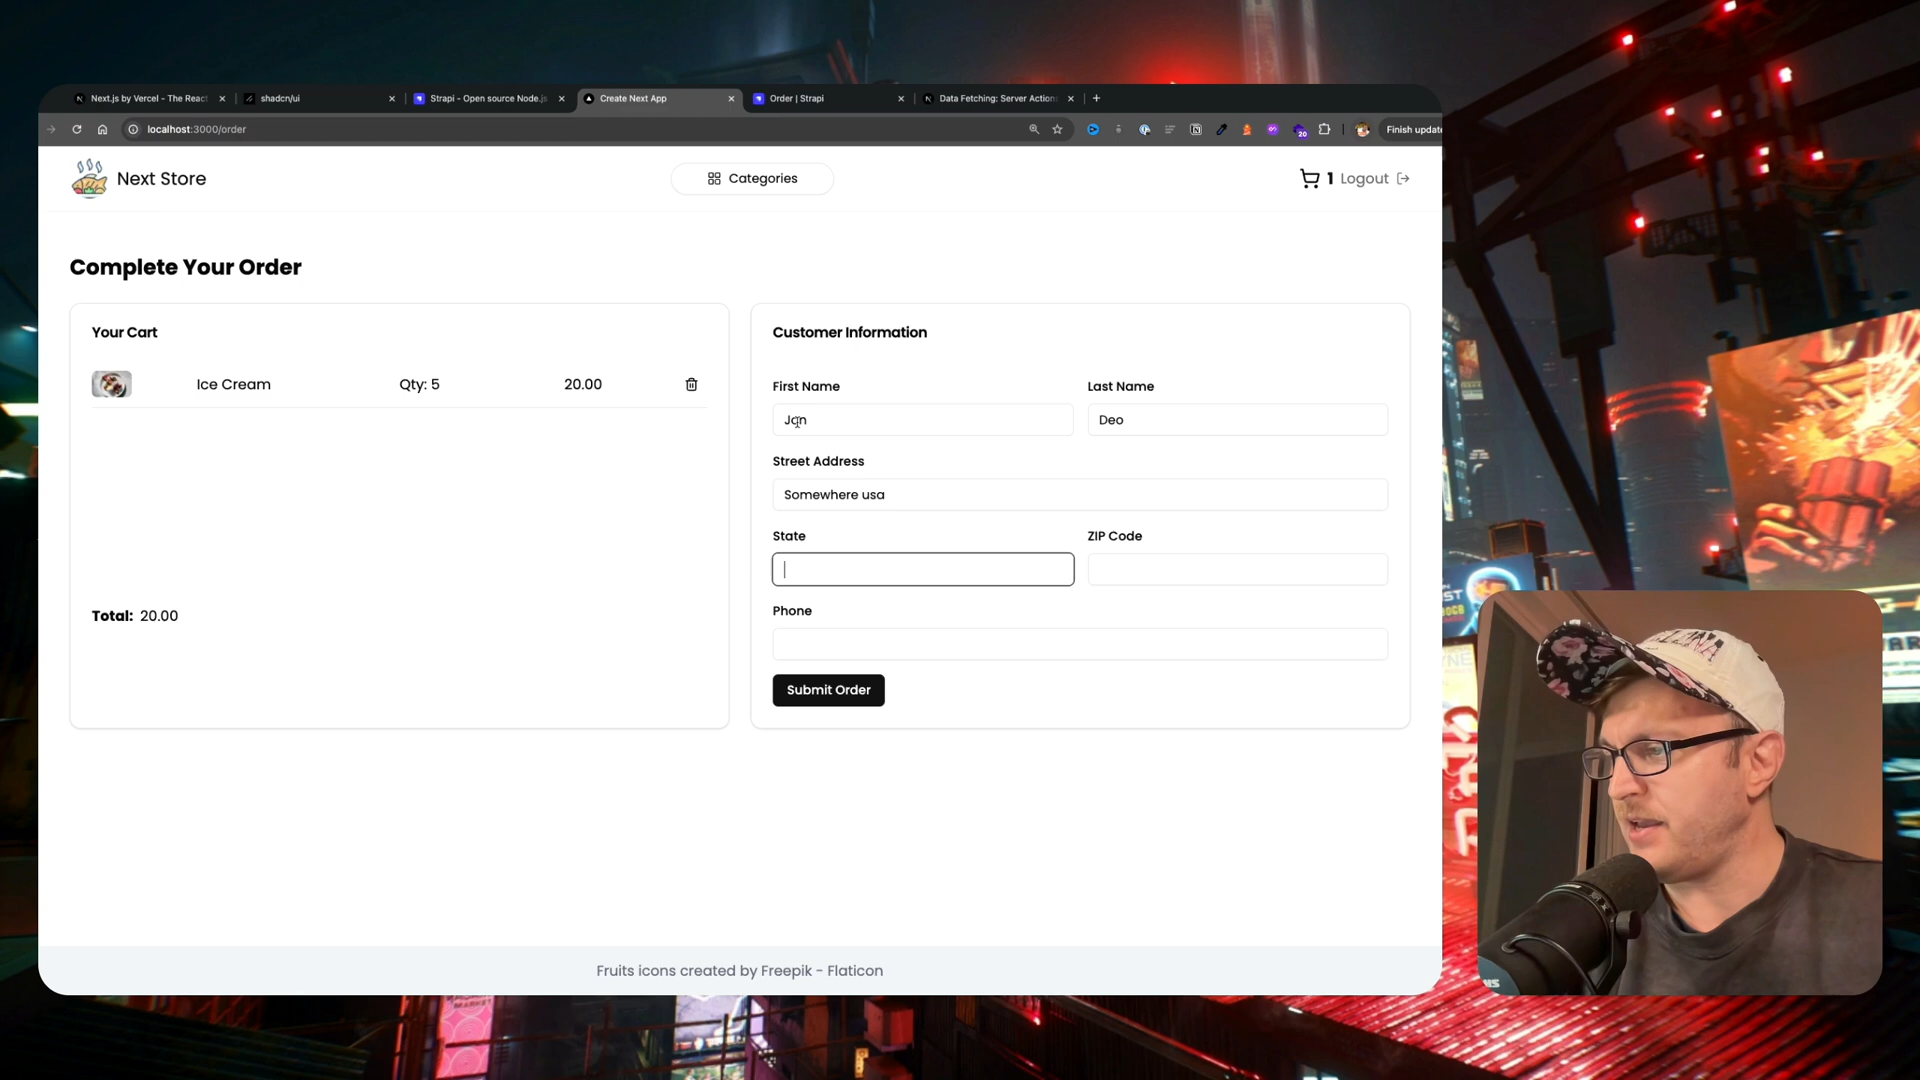 Next.js by Vercel - The React
shadcn/ui
Strapi - Open source Node.js
Create Next App
Order | Strapi
Data Fetching: Server Actions
localhost:3000/order
20
Finish update
Next Store
Categories
1
Logout
Complete Your Order
Your Cart
Ice Cream
Qty: 5
20.00
Total: 20.00
Customer Information
First Name
Last Name
Jon
Deo
Street Address
Somewhere usa
State
ZIP Code
Phone
Submit Order
Fruits icons created by Freepik - Flaticon